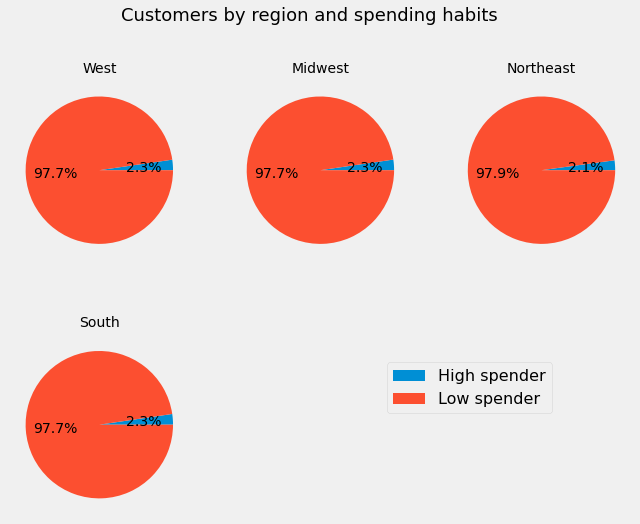 Customers by region and spending habits
West
Midwest
Northeast
97.7%
2.3%
97.7%
2.3%
97.9%
2.1%
South
97.7%
2.3%
High spender
Low spender